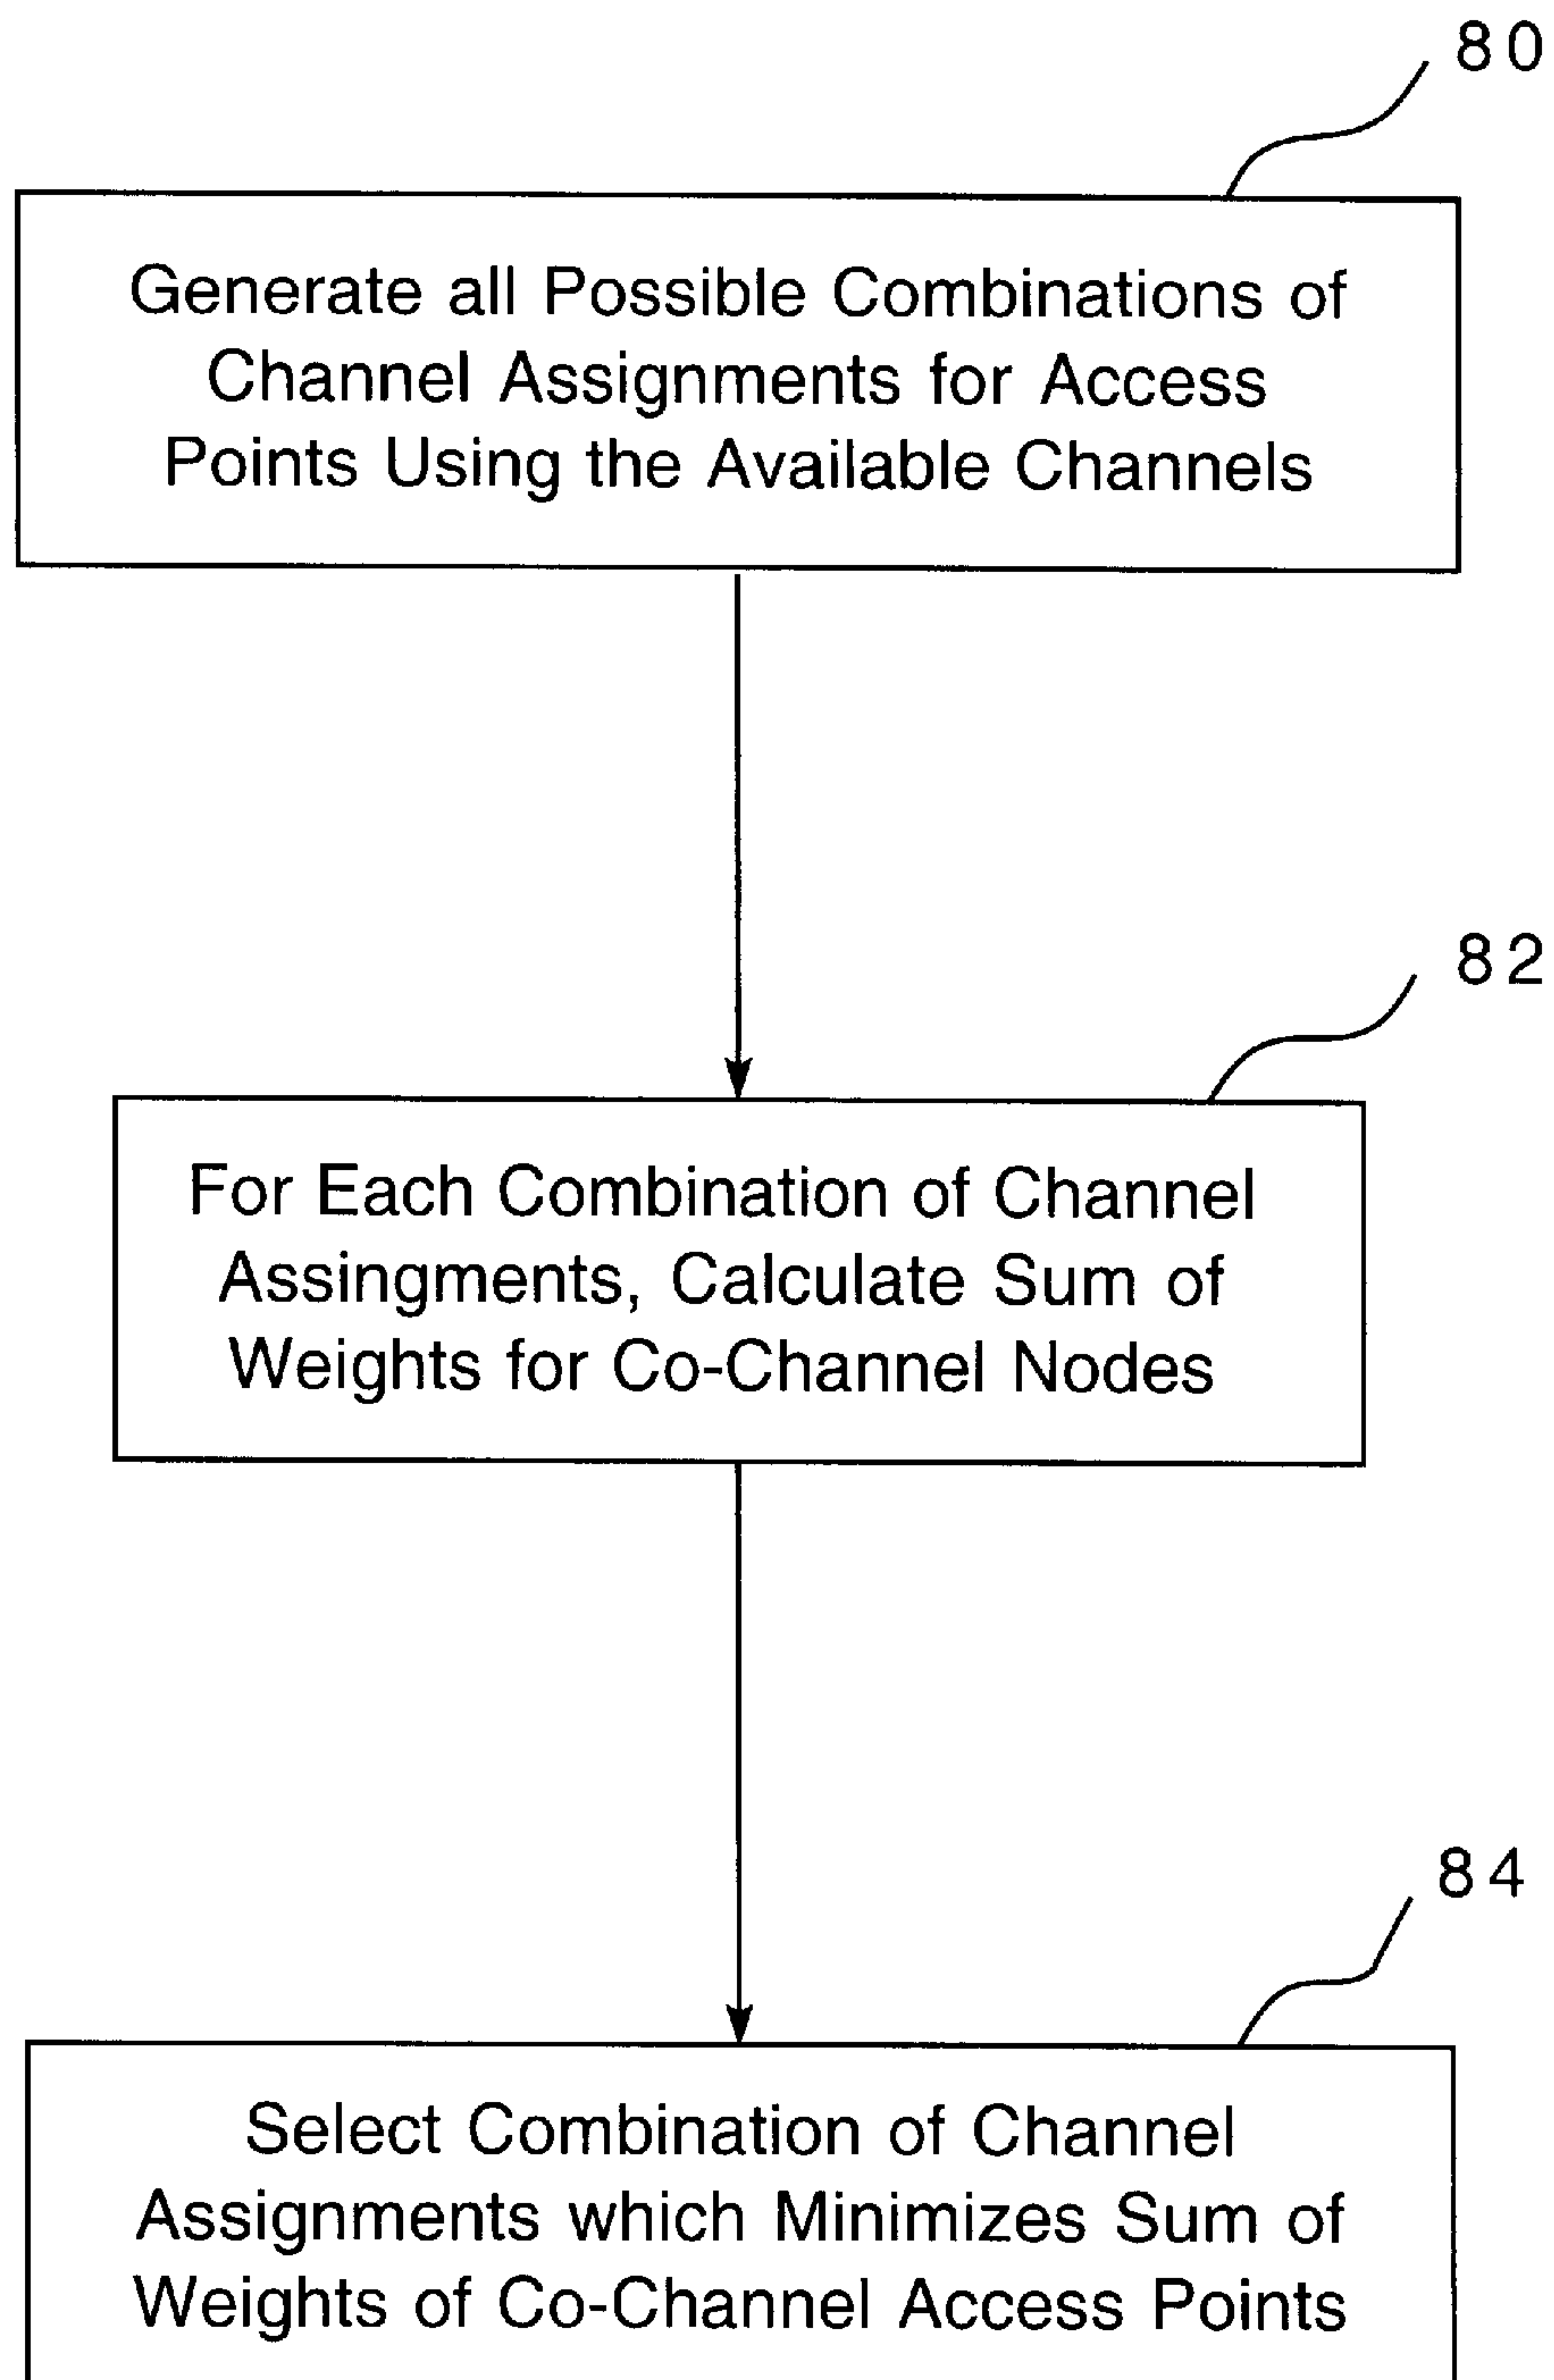 80
Generate all Possible Combinations of
Channel Assignments for Access
Points Using the Available Channels
82
For Each Combination of Channel
Assingments, Calculate Sum of
Weights for Co-Channel Nodes
84
Select Combination of Channel
Assignments which Minimizes Sum of
Weights of Co-Channel Access Points